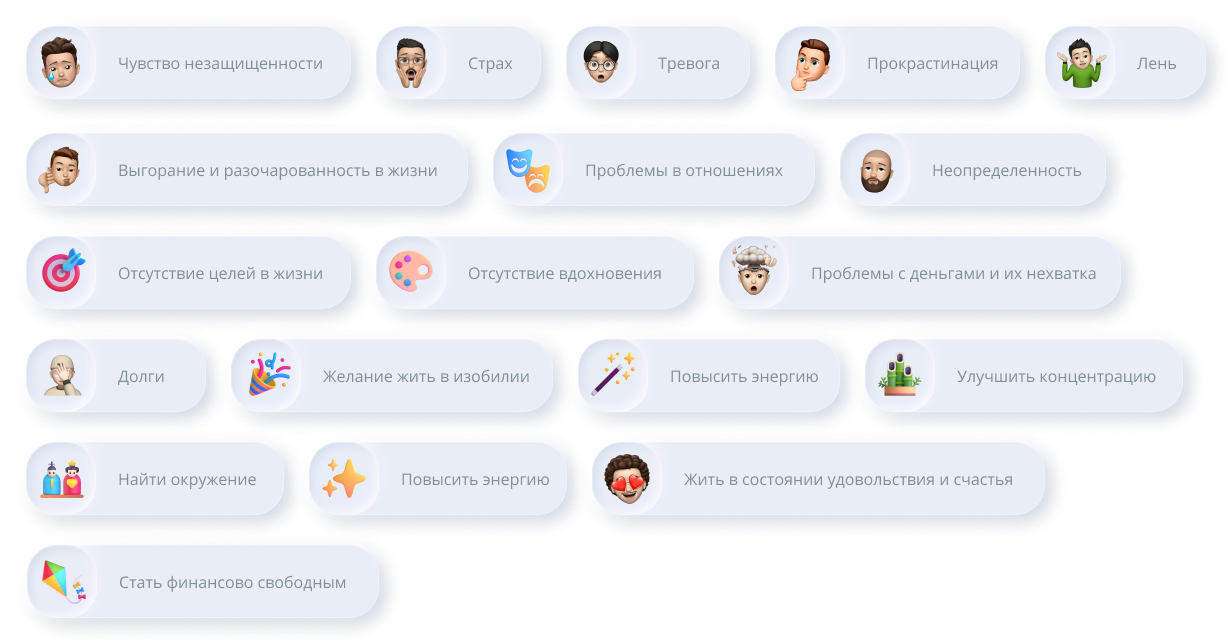 Чувство незащищенности
Страх
Тревога
Прокрастинация
Лень
Выгорание и разочарованность в жизни
Проблемы в отношениях
Неопределенность
Отсутствие целей в жизни
Отсутствие вдохновения
Проблемы с деньгами и их нехватка
Долги
Желание жить в изобилии
Повысить энергию
Улучшить концентрацию
Найти окружение
Повысить энергию
Жить в состоянии удовольствия и счастья
Стать финансово свободным